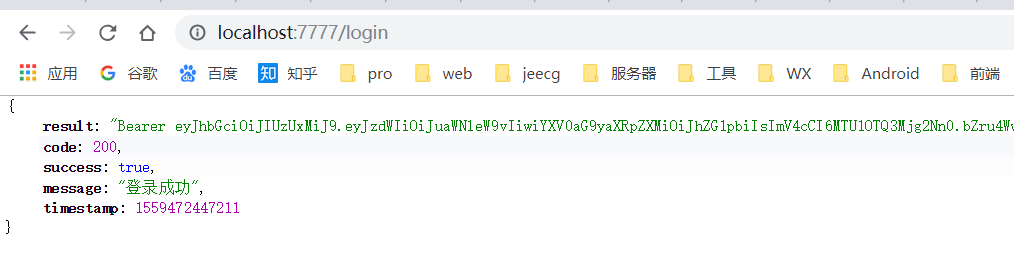 localhost:7777/login
应用 谷歌 百度 知乎 pro web jeecg 服务器 工具 WX Android 前端
{
result: "Bearer eyJhbGciOiJIUzUxMiJ9.eyJzdWIiOiJuaWN1eW9vIiwiYXV0aG9yaXRpZXMiOiJhZG1pbiIsImV4cCI6MTU1OTQ3Mjg2Nn0.bZru4Ww
code: 200,
success: true,
message: "登录成功",
timestamp: 1559472447211
}